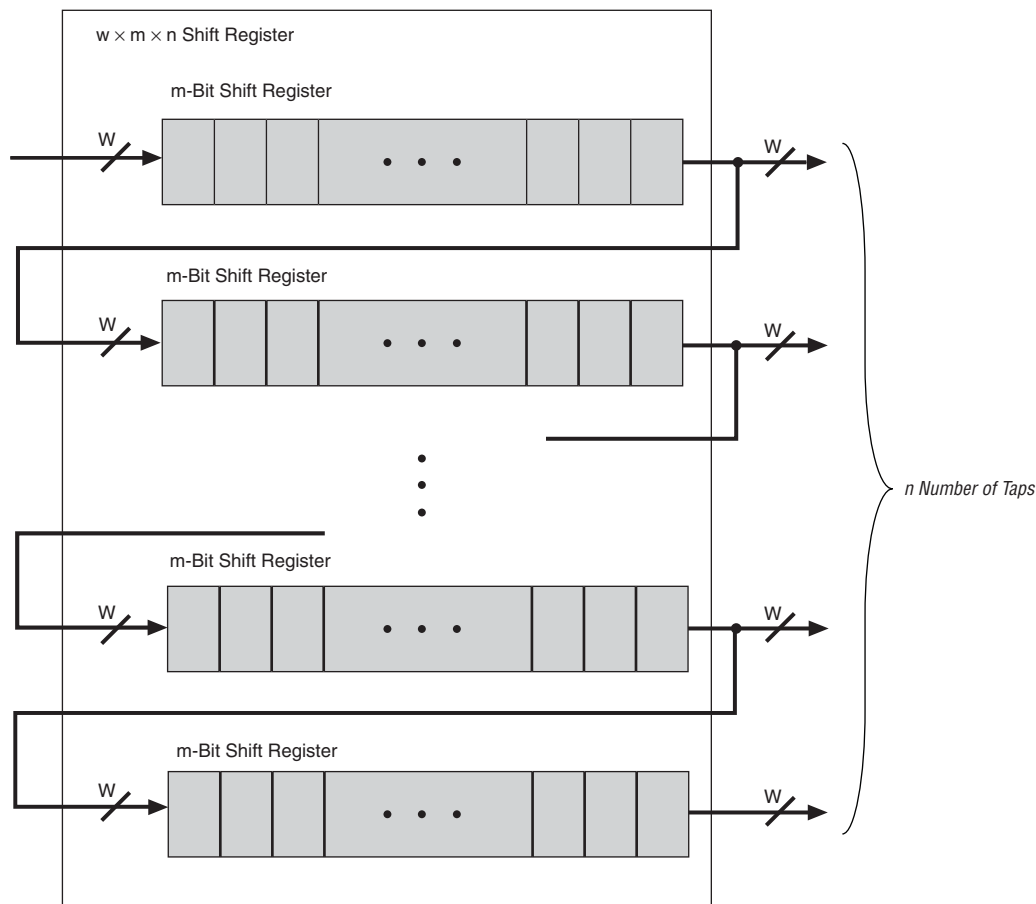 w × m × n Shift Register
m-Bit Shift Register
W
W
m-Bit Shift Register
W
W
n Number of Taps
m-Bit Shift Register
W
W
m-Bit Shift Register
W
W